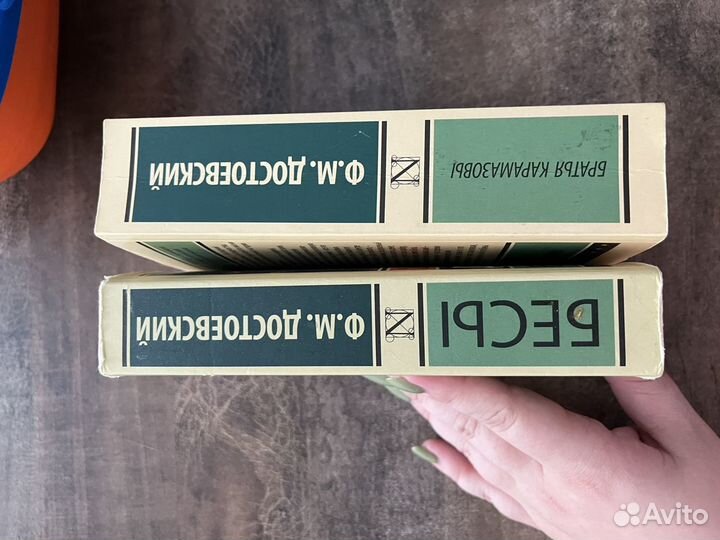 Ф.М. ДОСТОЕВСКИЙ
БРАТЬЯ КАРАМАЗОВЫ
Ф.М. ДОСТОЕВСКИЙ
БЕСЫ
Avito